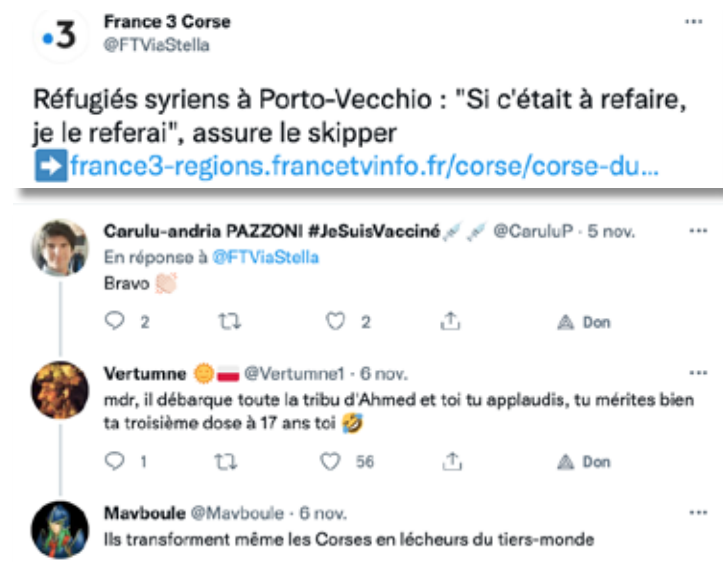 3
France 3 Corse
@FTViaStella
Réfugiés syriens à Porto-Vecchio : "Si c'était à refaire,
je le referai", assure le skipper
france3-regions.francetvinfo.fr/corse/corse-du...
Carulu-andria PAZZONI #JeSuisVacciné @CaruluP · 5 nov.
En réponse à @FTViaStella
Bravo
2 2 Don
Vertumne @Vertumne1 · 6 nov.
mdr, il débarque toute la tribu d'Ahmed et toi tu applaudis, tu mérites bien
ta troisième dose à 17 ans toi
1 56 Don
Mavboule @Mavboule · 6 nov.
Ils transforment même les Corses en lécheurs du tiers-monde